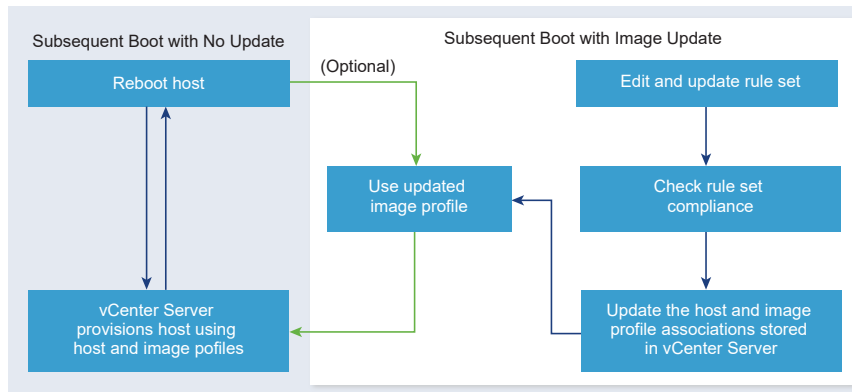 Subsequent Boot with No Update
Reboot host
vCenter Server
provisions host using
host and image pofiles
Subsequent Boot with Image Update
(Optional)
Use updated
image profile
Edit and update rule set
Check rule set
compliance
Update the host and image
profile associations stored
in vCenter Server